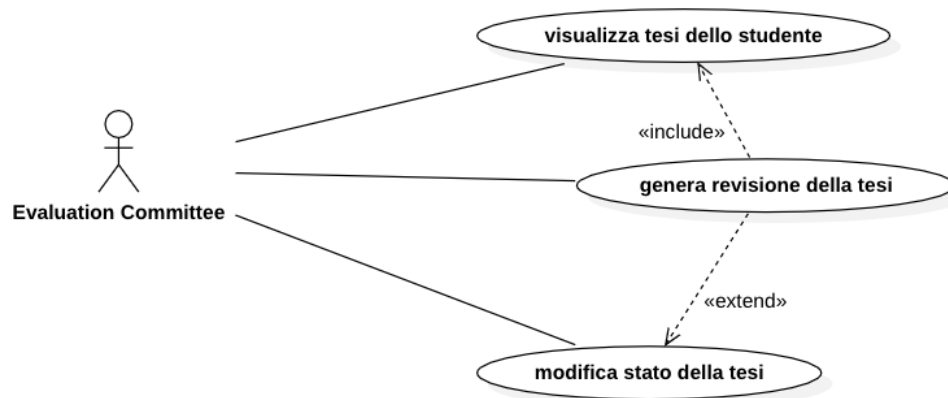 visualizza tesi dello studente
«include»
genera revisione della tesi
Evaluation Committee
«extend»
modifica stato della tesi